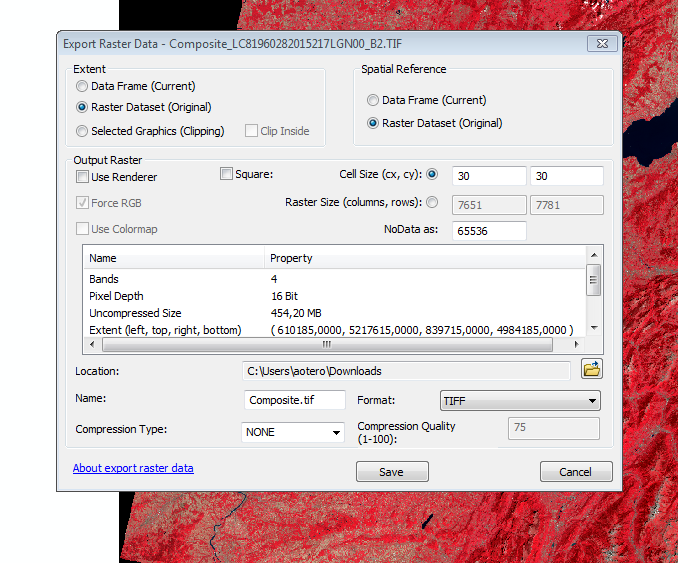 Export Raster Data - Composite_LC81960282015217LGN00_B2.TIF
Extent
Data Frame (Current)
Raster Dataset (Original)
Selected Graphics (Clipping)
Clip Inside
Spatial Reference
Data Frame (Current)
Raster Dataset (Original)
Output Raster
Use Renderer
Square:
Cell Size (cx, cy):
30
30
Force RGB
Raster Size (columns, rows):
7651
7781
Use Colormap
NoData as:
65536
Name Property
Bands 4
Pixel Depth 16 Bit
Uncompressed Size 454,20 MB
Extent (left, top, right, bottom) ( 610185,0000, 5217615,0000, 839715,0000, 4984185,0000 )
Location: C:\Users\aotero\Downloads
Name: Composite.tif
Format: TIFF
Compression Type: NONE
Compression Quality (1-100): 75
About export raster data
Save
Cancel